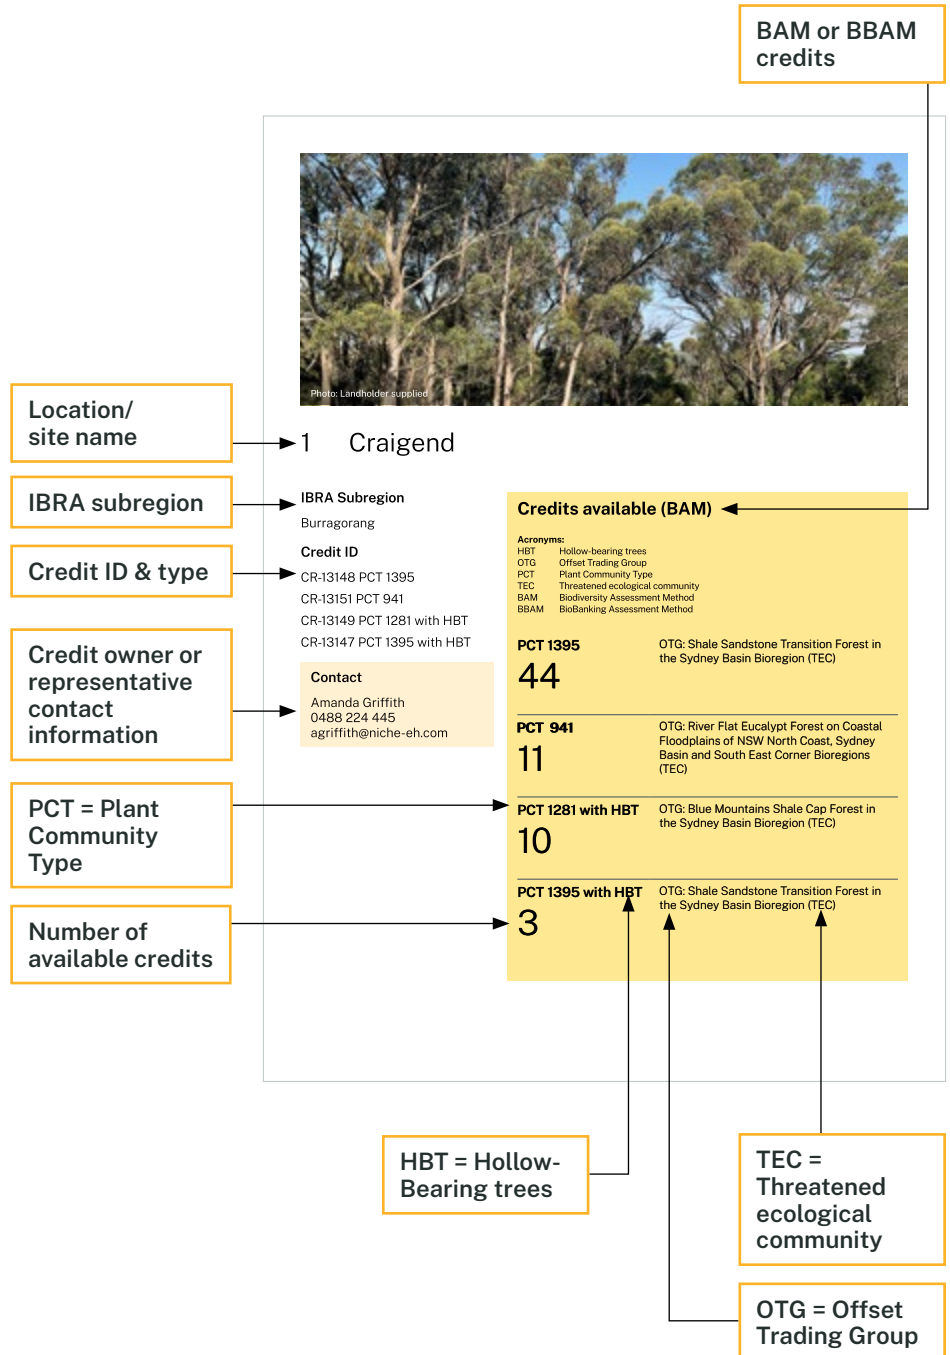 BAM or BBAM
credits
Photo: Landholder supplied
Location/
site name
1 Craigend
IBRA subregion
IBRA Subregion
Burragorang
Credit ID & type
Credit ID
CR-13148 PCT 1395
CR-13151 PCT 941
CR-13149 PCT 1281 with HBT
CR-13147 PCT 1395 with HBT
Credit owner or
representative
contact
information
Contact
Amanda Griffith
0488 224 445
agriffith@niche-eh.com
Credits available (BAM)
Acronyms:
HBT Hollow-bearing trees
OTG Offset Trading Group
PCT Plant Community Type
TEC Threatened ecological community
BAM Biodiversity Assessment Method
BBAM BioBanking Assessment Method
PCT 1395
44
OTG: Shale Sandstone Transition Forest in
the Sydney Basin Bioregion (TEC)
PCT 941
11
OTG: River Flat Eucalypt Forest on Coastal
Floodplains of NSW North Coast, Sydney
Basin and South East Corner Bioregions
(TEC)
PCT = Plant
Community
Type
PCT 1281 with HBT
10
OTG: Blue Mountains Shale Cap Forest in
the Sydney Basin Bioregion (TEC)
Number of
available credits
PCT 1395 with HBT
3
OTG: Shale Sandstone Transition Forest in
the Sydney Basin Bioregion (TEC)
HBT = Hollow-
Bearing trees
TEC =
Threatened
ecological
community
OTG = Offset
Trading Group